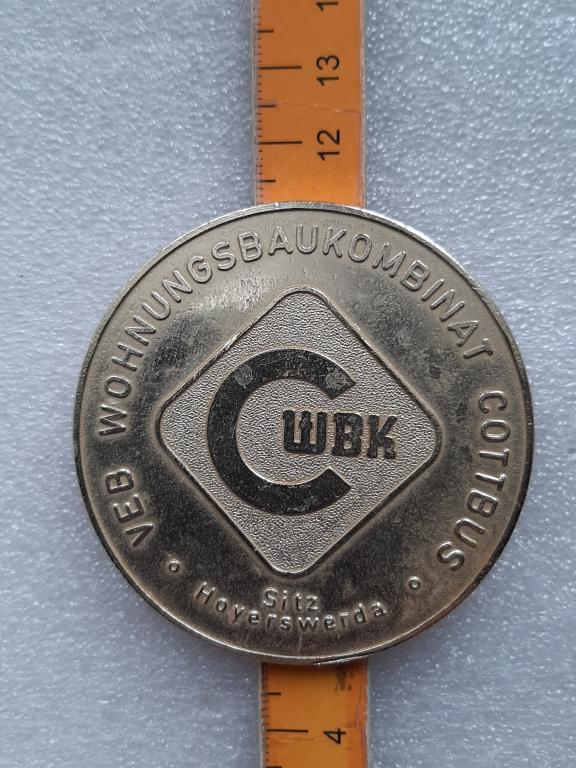 13
12
VEB WOHNUNGSBAUKOMBINAT COTTBUS
C WBK
Sitz
Hoyerswerda
4